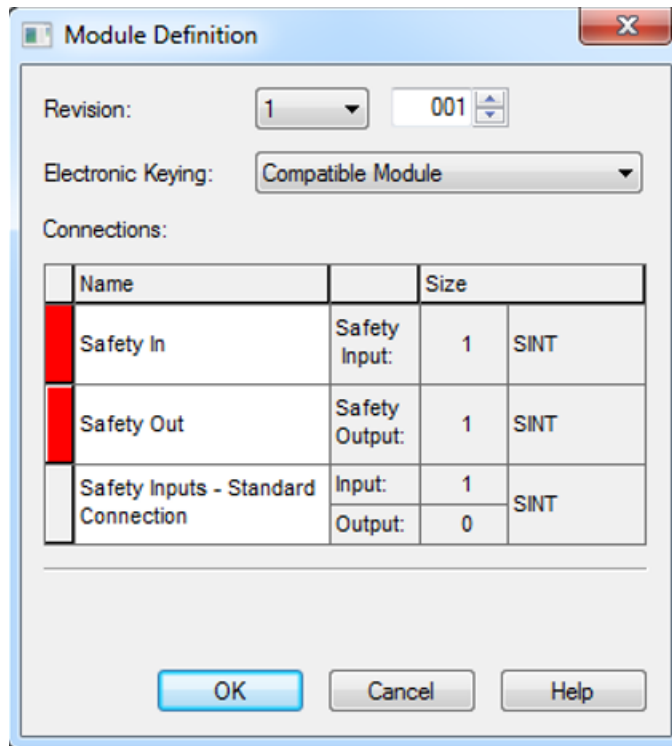 Module Definition
Revision: 1 001
Electronic Keying: Compatible Module
Connections:
Name Size
Safety In Safety Input: 1 SINT
Safety Out Safety Output: 1 SINT
Safety Inputs - Standard Connection Input: 1 SINT
Output: 0
OK Cancel Help